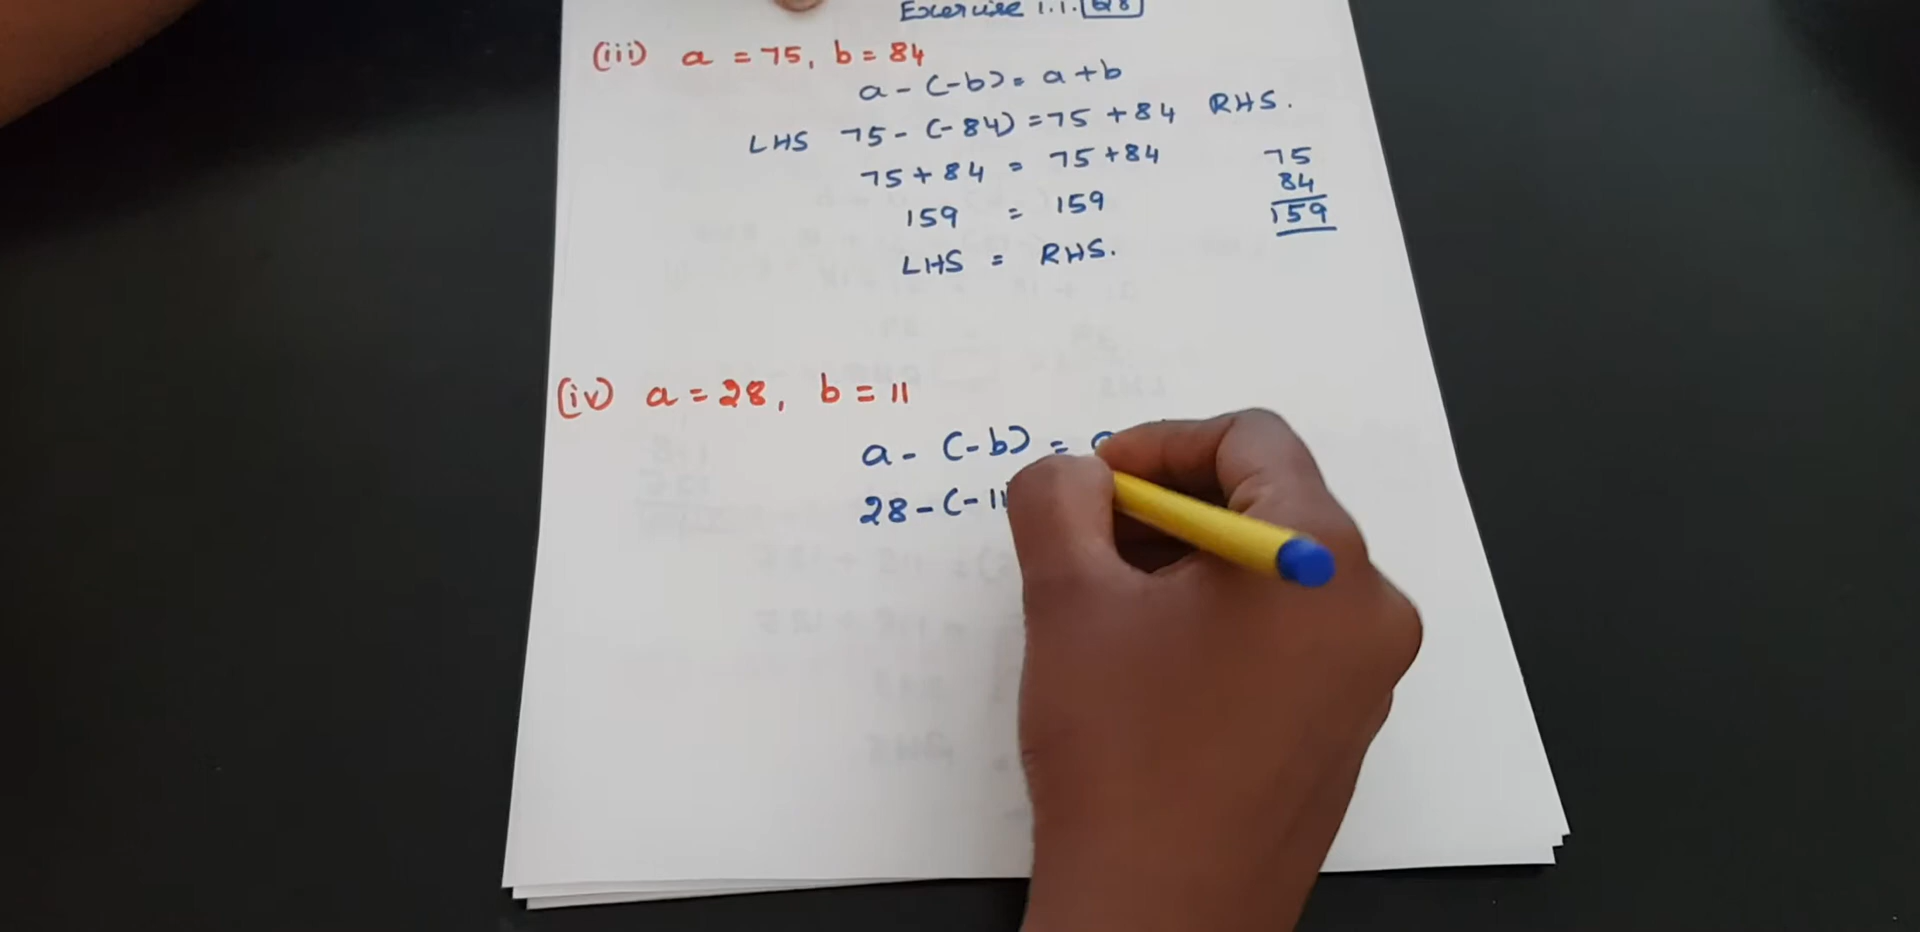 Exercise 1.1. Q8
(iii) a = 75, b = 84
a - (-b) = a + b
LHS 75 - (-84) = 75 + 84 RHS.
75 + 84 = 75 + 84
159 = 159
LHS = RHS.
75
84
159
(iv) a = 28, b = 11
a - (-b) =
28 - (-11